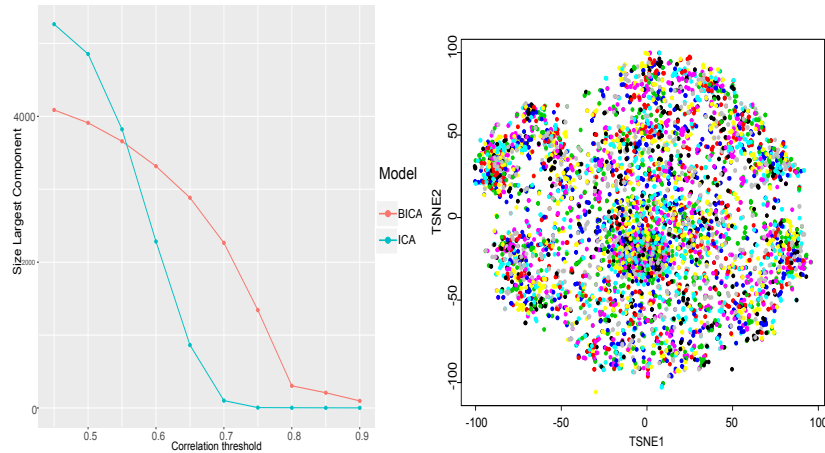 Size Largest Component
4000
2000
0
0.5 0.6 0.7 0.8 0.9
Correlation threshold
Model
BICA
ICA
TSNE2
100
50
0
-50
-100
-100 -50 0 50 100
TSNE1